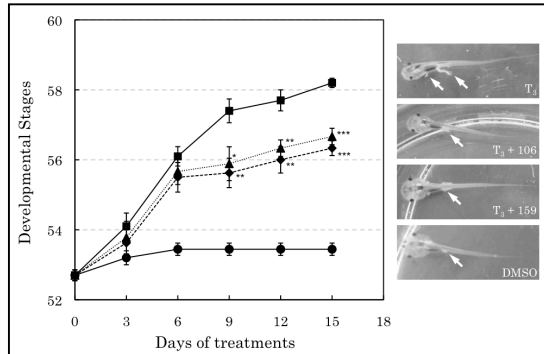 60
58
56
54
52
Developmental Stages
* ** ***
** ** ***
0 3 6 9 12 15 18
Days of treatments
T₃
T₃ + 106
T₃ + 159
DMSO